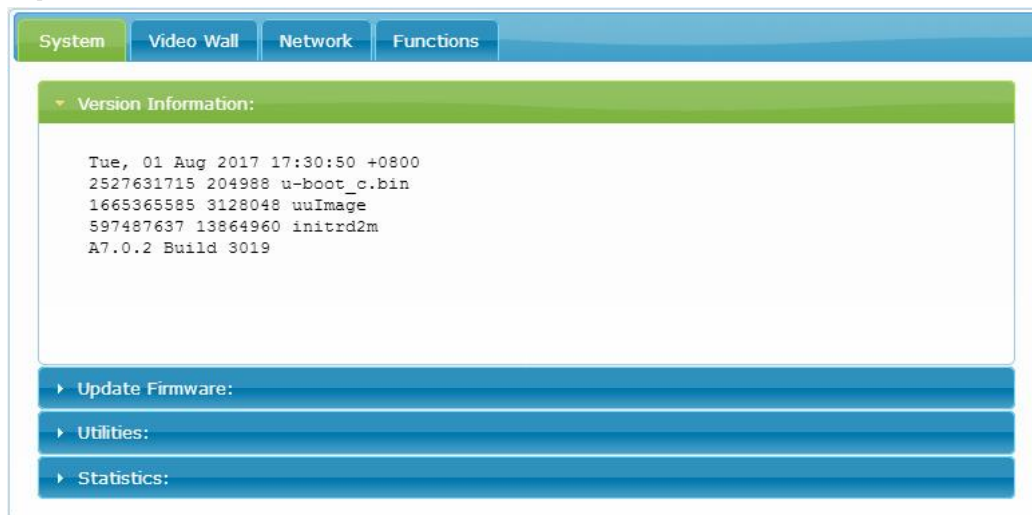 System Video Wall Network Functions
Version Information:
Tue, 01 Aug 2017 17:30:50 +0800
2527631715 204988 u-boot_c.bin
1665365585 3128048 uuImage
597487637 13864960 initrd2m
A7.0.2 Build 3019
Update Firmware:
Utilities:
Statistics: